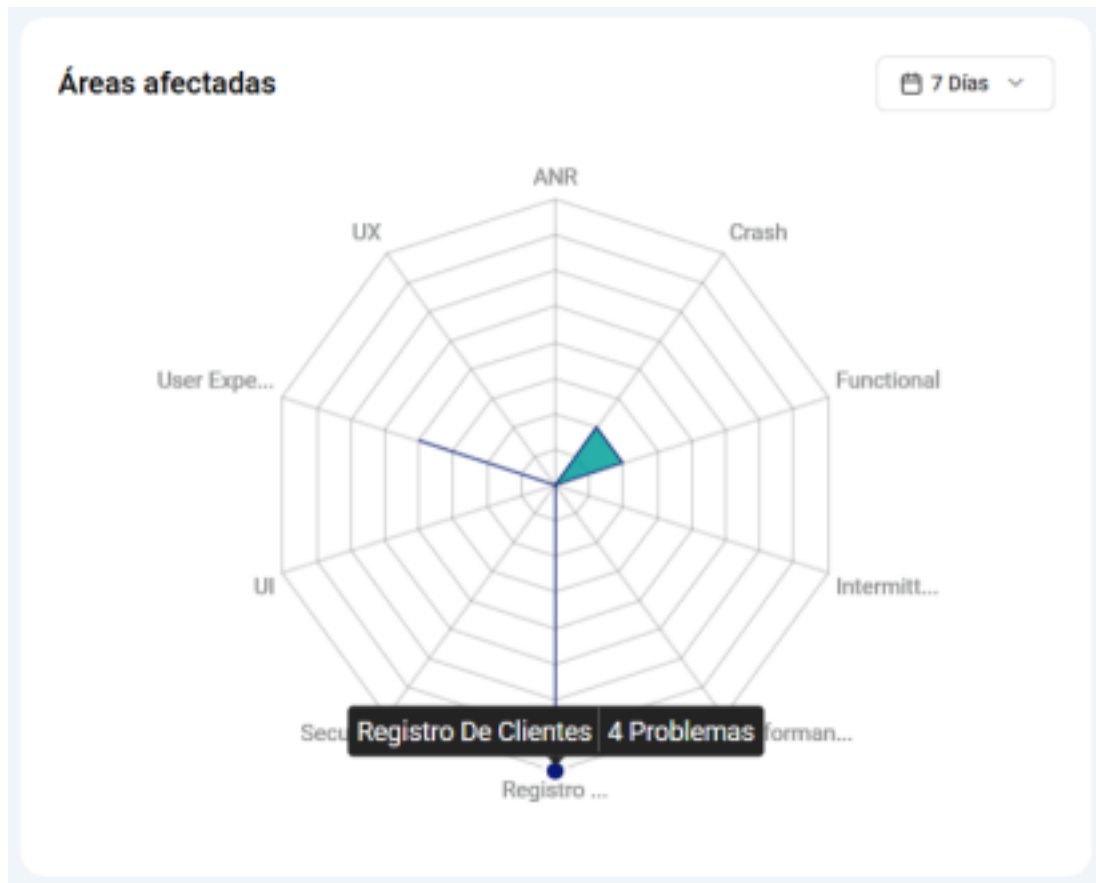 Áreas afectadas
7 Días
ANR
UX
Crash
User Expe...
Functional
UI
Intermitt...
Secu
Registro De Clientes
4 Problemas
forman...
Registro ...